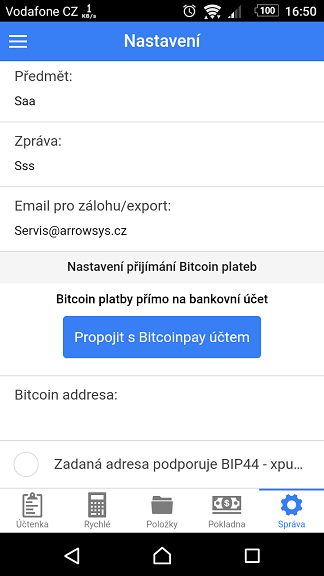 Vodafone CZ 1 KB/s 100 16:50
Nastavení
Předmět:
Saa
Zpráva:
Sss
Email pro zálohu/export:
Servis@arrowsys.cz
Nastavení přijímání Bitcoin plateb
Bitcoin platby přímo na bankovní účet
Propojit s Bitcoinpay účtem
Bitcoin addresa:
Zadaná adresa podporuje BIP44 - xpu...
Účtenka Rychlé Položky Pokladna Správa